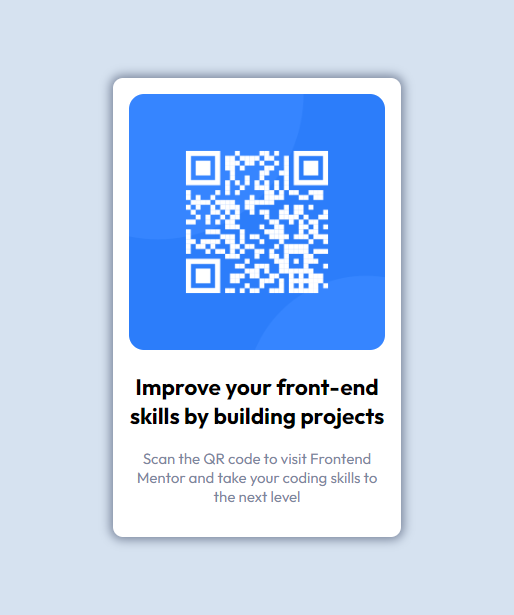 Improve your front-end
skills by building projects
Scan the QR code to visit Frontend
Mentor and take your coding skills to
the next level